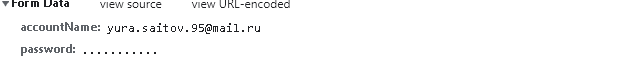 ▼Form Data view source view URL-encoded
accountName: yura.saitov.95@mail.ru
password: ...........